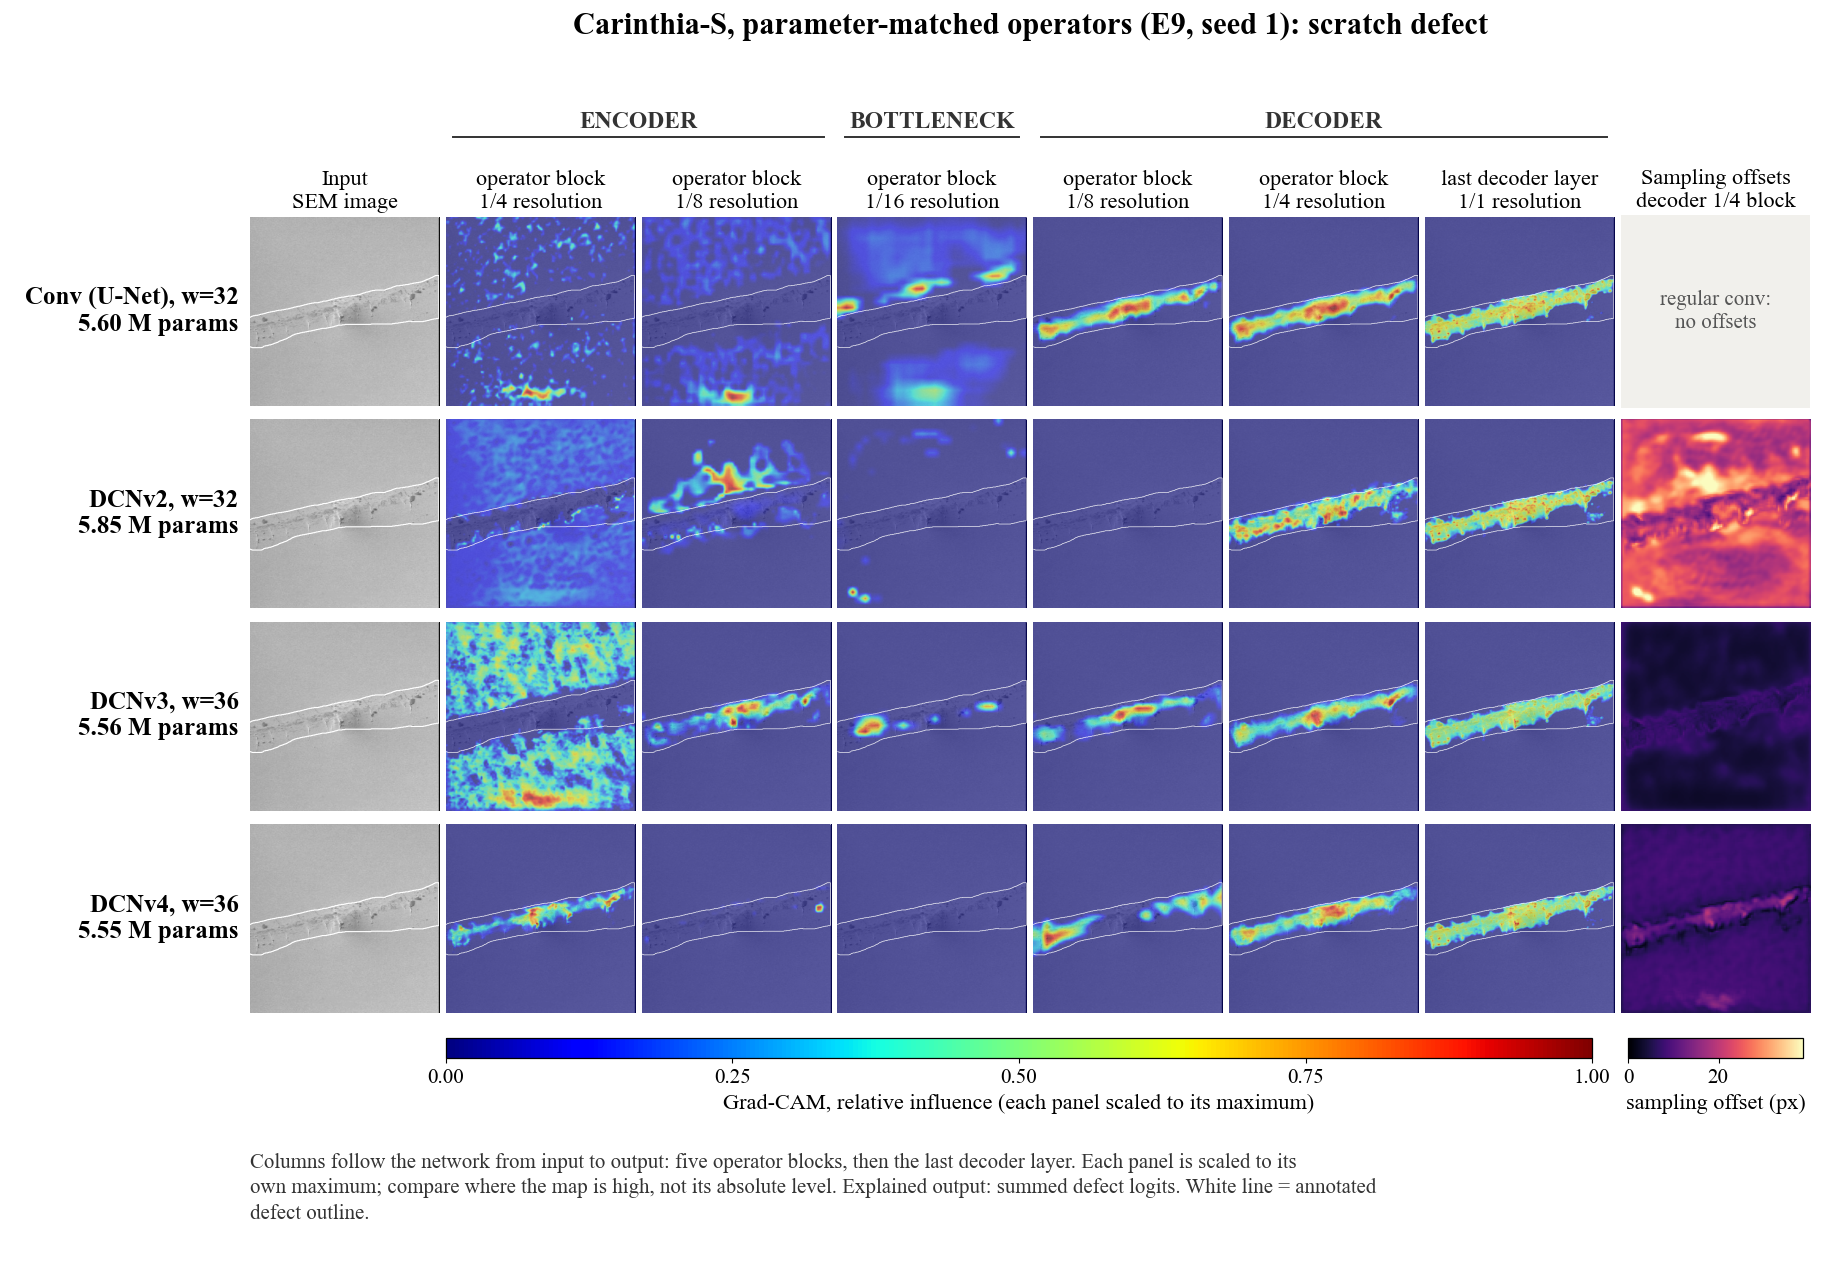 Carinthia-S, parameter-matched operators (E9, seed 1): scratch defect
ENCODER
BOTTLENECK
DECODER
Input
SEM image
operator block
1/4 resolution
operator block
1/8 resolution
operator block
1/16 resolution
operator block
1/8 resolution
operator block
1/4 resolution
last decoder layer
1/1 resolution
Sampling offsets
decoder 1/4 block
Conv (U-Net), w=32
5.60 M params
regular conv:
no offsets
DCNv2, w=32
5.85 M params
DCNv3, w=36
5.56 M params
DCNv4, w=36
5.55 M params
0.00 0.25 0.50 0.75 1.00
Grad-CAM, relative influence (each panel scaled to its maximum)
0 20
sampling offset (px)
Columns follow the network from input to output: five operator blocks, then the last decoder layer. Each panel is scaled to its
own maximum; compare where the map is high, not its absolute level. Explained output: summed defect logits. White line = annotated
defect outline.